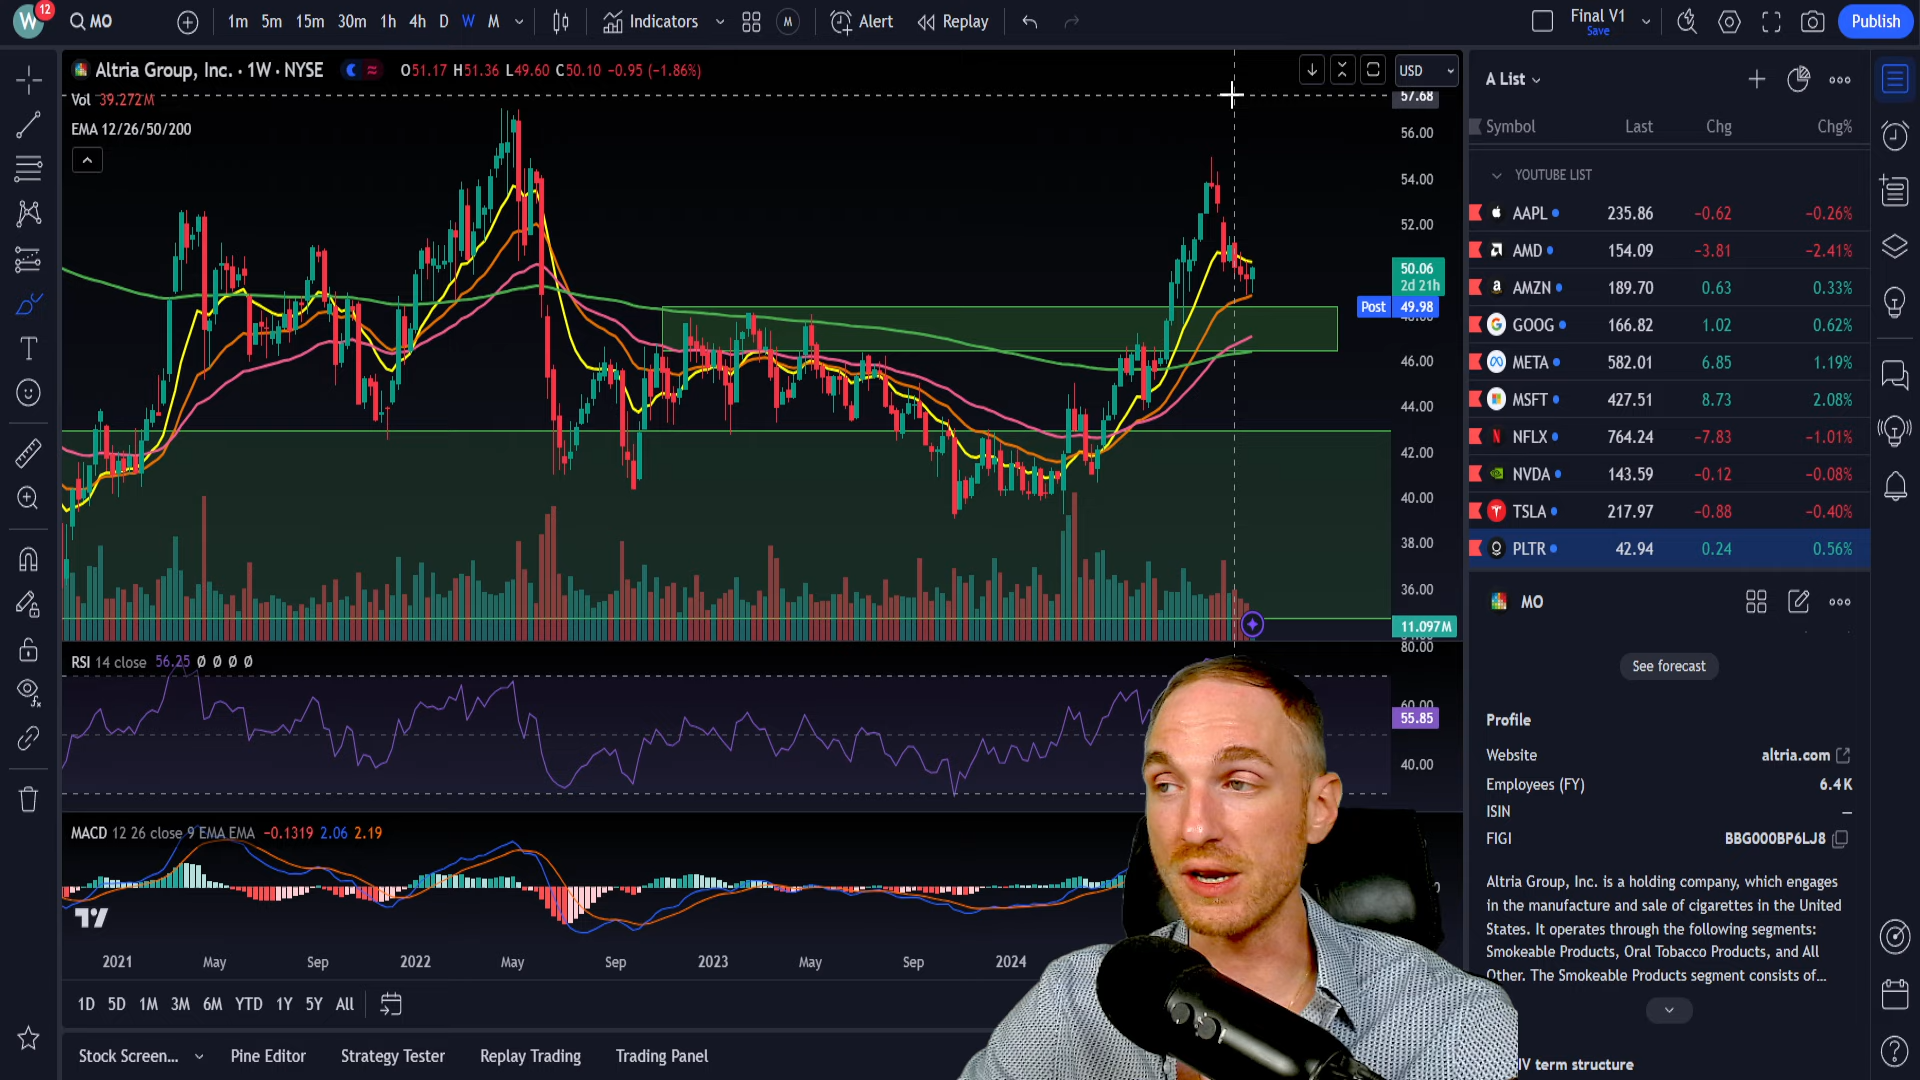 W 12 MO 1m 5m 15m 30m 1h 4h D W M Indicators M Alert Replay Final V1 Save Publish
Altria Group, Inc. · 1W · NYSE O51.17 H51.36 L49.60 C50.10 −0.95 (−1.86%) USD
Vol 39.272M
EMA 12/26/50/200
57.68
56.00
54.00
52.00
50.06
2d 21h
Post 49.98
46.00
44.00
42.00
40.00
38.00
36.00
11.097M
RSI 14 close 56.25 Ø Ø Ø Ø
80.00
60.00
55.85
40.00
MACD 12 26 close 9 EMA EMA −0.1319 2.06 2.19
2021 May Sep 2022 May Sep 2023 May Sep 2024
1D 5D 1M 3M 6M YTD 1Y 5Y All
Stock Screen... Pine Editor Strategy Tester Replay Trading Trading Panel
A List
Symbol Last Chg Chg%
YOUTUBE LIST
AAPL 235.86 −0.62 −0.26%
AMD 154.09 −3.81 −2.41%
AMZN 189.70 0.63 0.33%
GOOG 166.82 1.02 0.62%
META 582.01 6.85 1.19%
MSFT 427.51 8.73 2.08%
NFLX 764.24 −7.83 −1.01%
NVDA 143.59 −0.12 −0.08%
TSLA 217.97 −0.88 −0.40%
PLTR 42.94 0.24 0.56%
MO
See forecast
Profile
Website altria.com
Employees (FY) 6.4K
ISIN —
FIGI BBG000BP6LJ8
Altria Group, Inc. is a holding company, which engages
in the manufacture and sale of cigarettes in the United
States. It operates through the following segments:
Smokeable Products, Oral Tobacco Products, and All
Other. The Smokeable Products segment consists of...
IV term structure